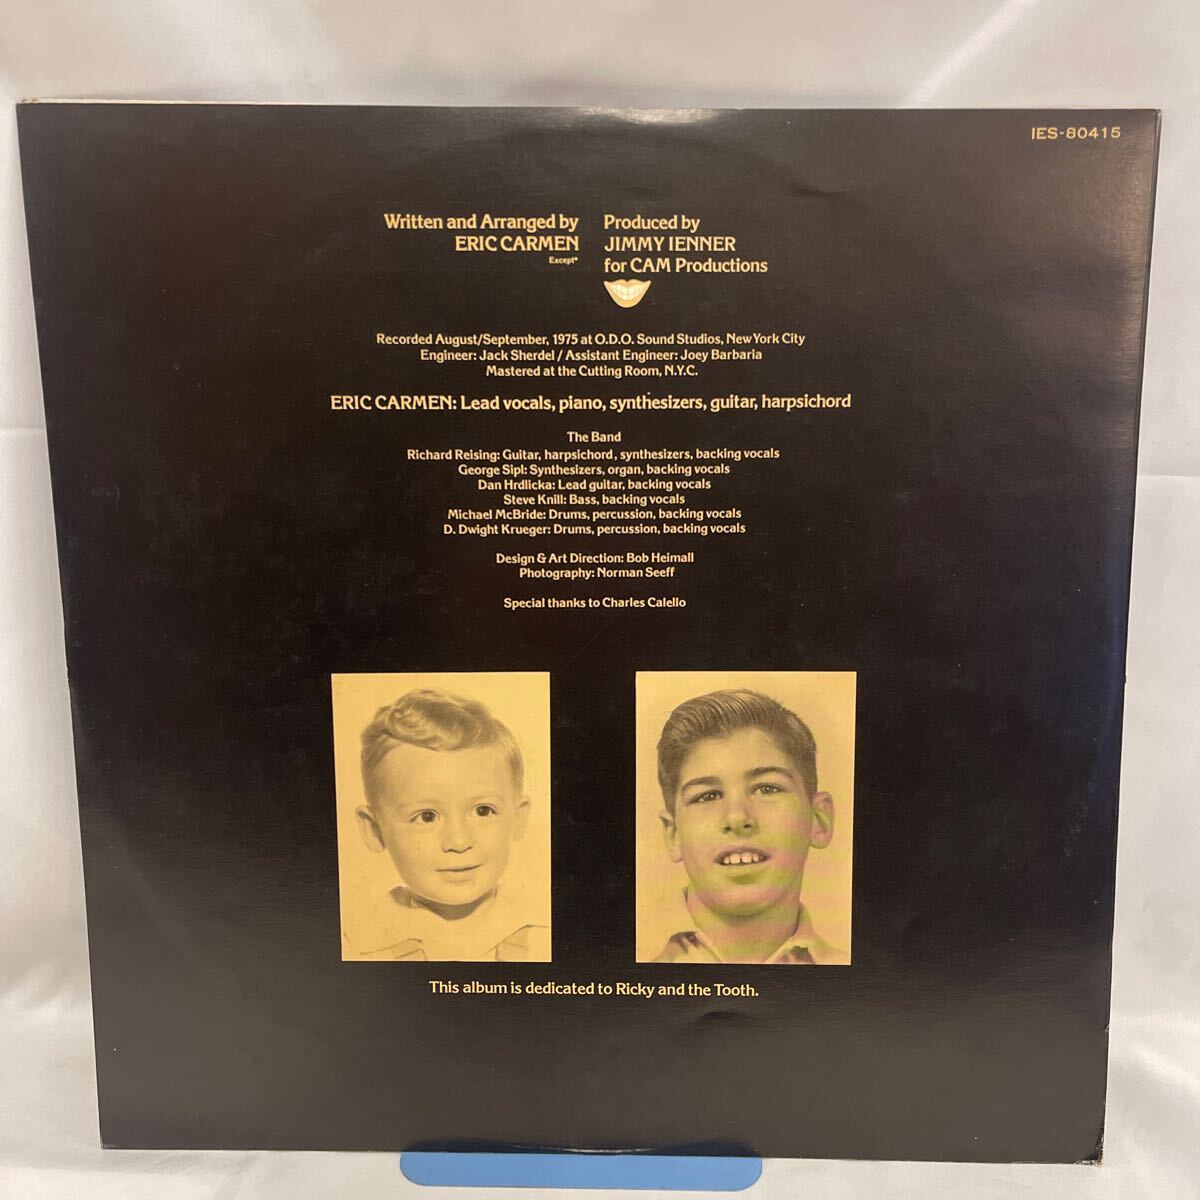 IES-80415
Written and Arranged by
ERIC CARMEN
Except*
Produced by
JIMMY IENNER
for CAM Productions
Recorded August/September, 1975 at O.D.O. Sound Studios, New York City
Engineer: Jack Sherdel / Assistant Engineer: Joey Barbaria
Mastered at the Cutting Room, N.Y.C.
ERIC CARMEN: Lead vocals, piano, synthesizers, guitar, harpsichord
The Band
Richard Reising: Guitar, harpsichord, synthesizers, backing vocals
George Sipl: Synthesizers, organ, backing vocals
Dan Hrdlicka: Lead guitar, backing vocals
Steve Knill: Bass, backing vocals
Michael McBride: Drums, percussion, backing vocals
D. Dwight Krueger: Drums, percussion, backing vocals
Design & Art Direction: Bob Heimall
Photography: Norman Seeff
Special thanks to Charles Calello
This album is dedicated to Ricky and the Tooth.